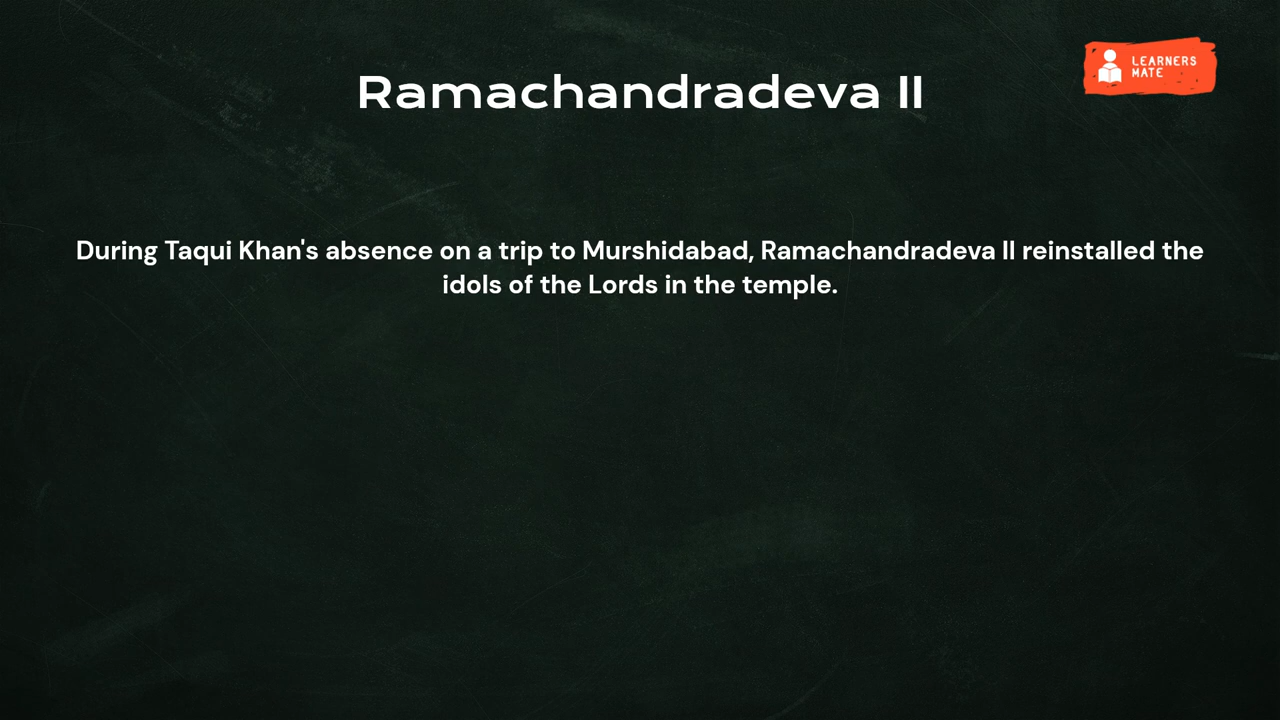 Ramachandradeva II
LEARNERS
MATE
During Taqui Khan's absence on a trip to Murshidabad, Ramachandradeva II reinstalled the
idols of the Lords in the temple.